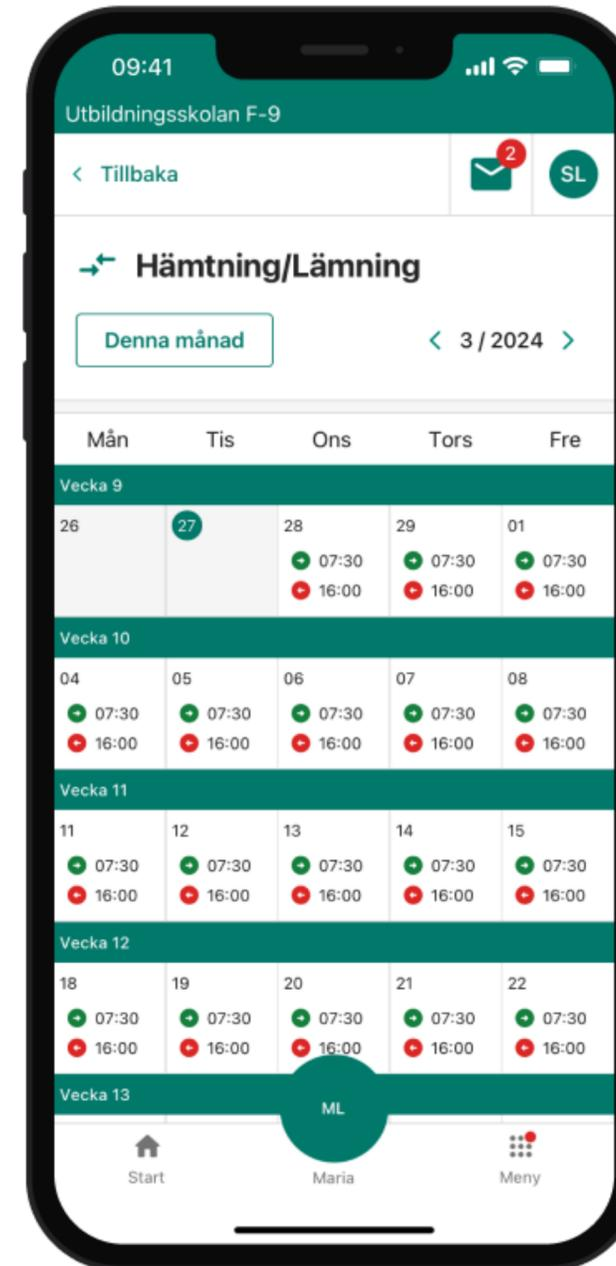 09:41
Utbildningsskolan F-9
Tillbaka
2
SL
Hämtning/Lämning
Denna månad
3 / 2024
Mån Tis Ons Tors Fre
Vecka 9
26 27 28 29 01
07:30 07:30 07:30
16:00 16:00 16:00
Vecka 10
04 05 06 07 08
07:30 07:30 07:30 07:30 07:30
16:00 16:00 16:00 16:00 16:00
Vecka 11
11 12 13 14 15
07:30 07:30 07:30 07:30 07:30
16:00 16:00 16:00 16:00 16:00
Vecka 12
18 19 20 21 22
07:30 07:30 07:30 07:30 07:30
16:00 16:00 16:00 16:00 16:00
Vecka 13
ML
Start Maria Meny